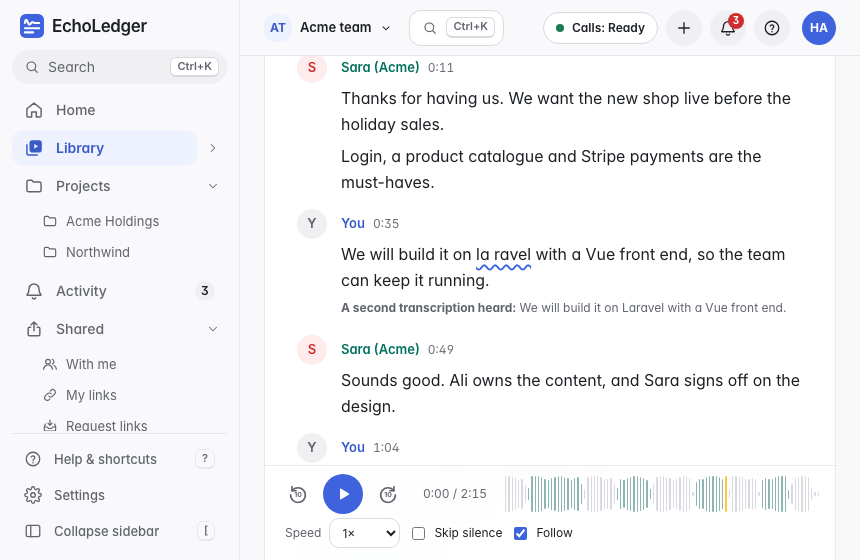 EchoLedger
Search Ctrl+K
Home
Library
Projects
Acme Holdings
Northwind
Activity 3
Shared
With me
My links
Request links
Help & shortcuts ?
Settings
Collapse sidebar [
AT Acme team Ctrl+K Calls: Ready 3 HA
S Sara (Acme) 0:11
Thanks for having us. We want the new shop live before the
holiday sales.
Login, a product catalogue and Stripe payments are the
must-haves.
Y You 0:35
We will build it on la ravel with a Vue front end, so the team
can keep it running.
A second transcription heard: We will build it on Laravel with a Vue front end.
S Sara (Acme) 0:49
Sounds good. Ali owns the content, and Sara signs off on the
design.
Y You 1:04
10 10 0:00 / 2:15
Speed 1× Skip silence Follow